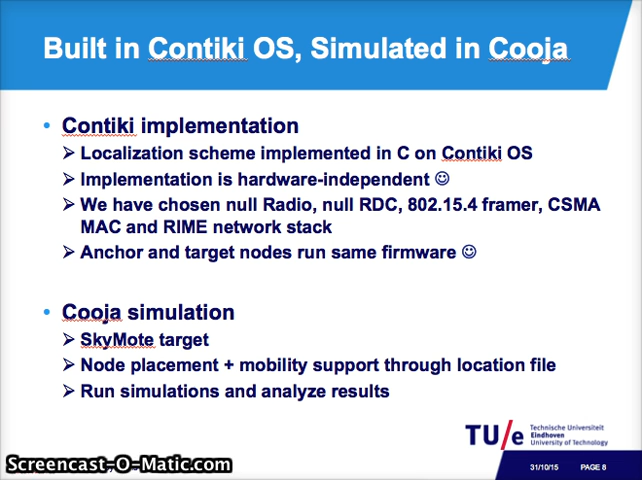 Built in Contiki OS, Simulated in Cooja
• Contiki implementation
➢ Localization scheme implemented in C on Contiki OS
➢ Implementation is hardware-independent ☺
➢ We have chosen null Radio, null RDC, 802.15.4 framer, CSMA
MAC and RIME network stack
➢ Anchor and target nodes run same firmware ☺
• Cooja simulation
➢ SkyMote target
➢ Node placement + mobility support through location file
➢ Run simulations and analyze results
TU/e Technische Universiteit
Eindhoven
University of Technology
Screencast-O-Matic.com
31/10/15 PAGE 8